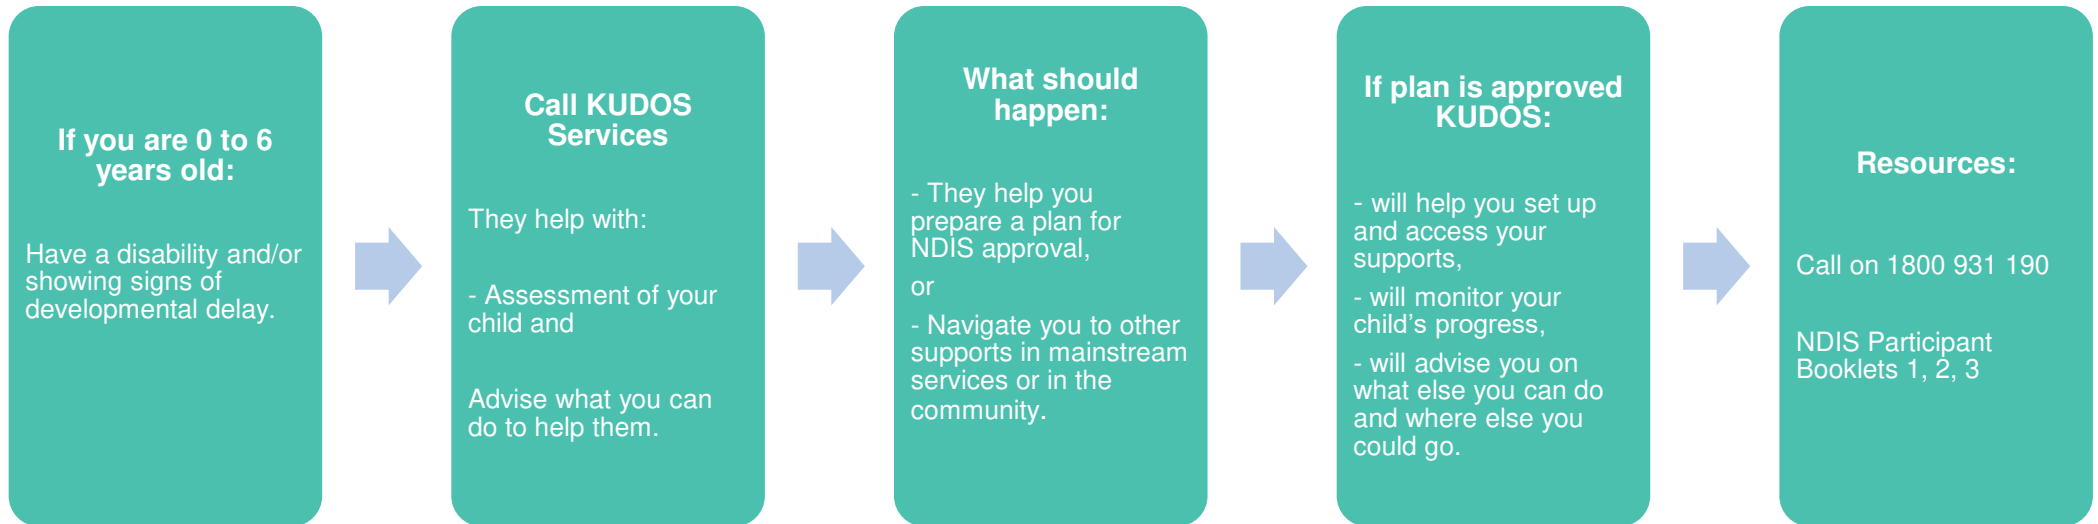 If you are 0 to 6
years old:
Have a disability and/or
showing signs of
developmental delay.
Call KUDOS
Services
They help with:
- Assessment of your
child and
Advise what you can
do to help them.
What should
happen:
- They help you
prepare a plan for
NDIS approval,
or
- Navigate you to other
supports in mainstream
services or in the
community.
If plan is approved
KUDOS:
- will help you set up
and access your
supports,
- will monitor your
child’s progress,
- will advise you on
what else you can do
and where else you
could go.
Resources:
Call on 1800 931 190
NDIS Participant
Booklets 1, 2, 3